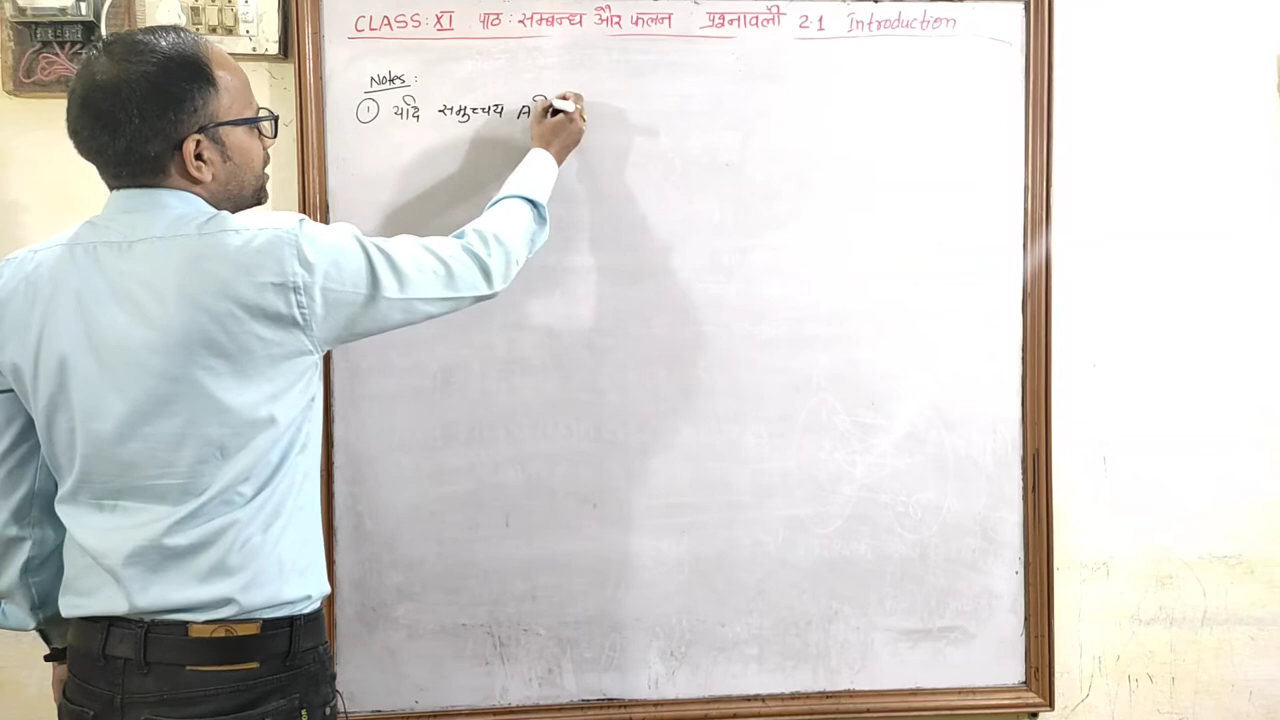 CLASS: XI पाठ: सम्बन्ध और फलन प्रश्नावली 2.1 Introduction
Notes:
① यदि समुच्चय A